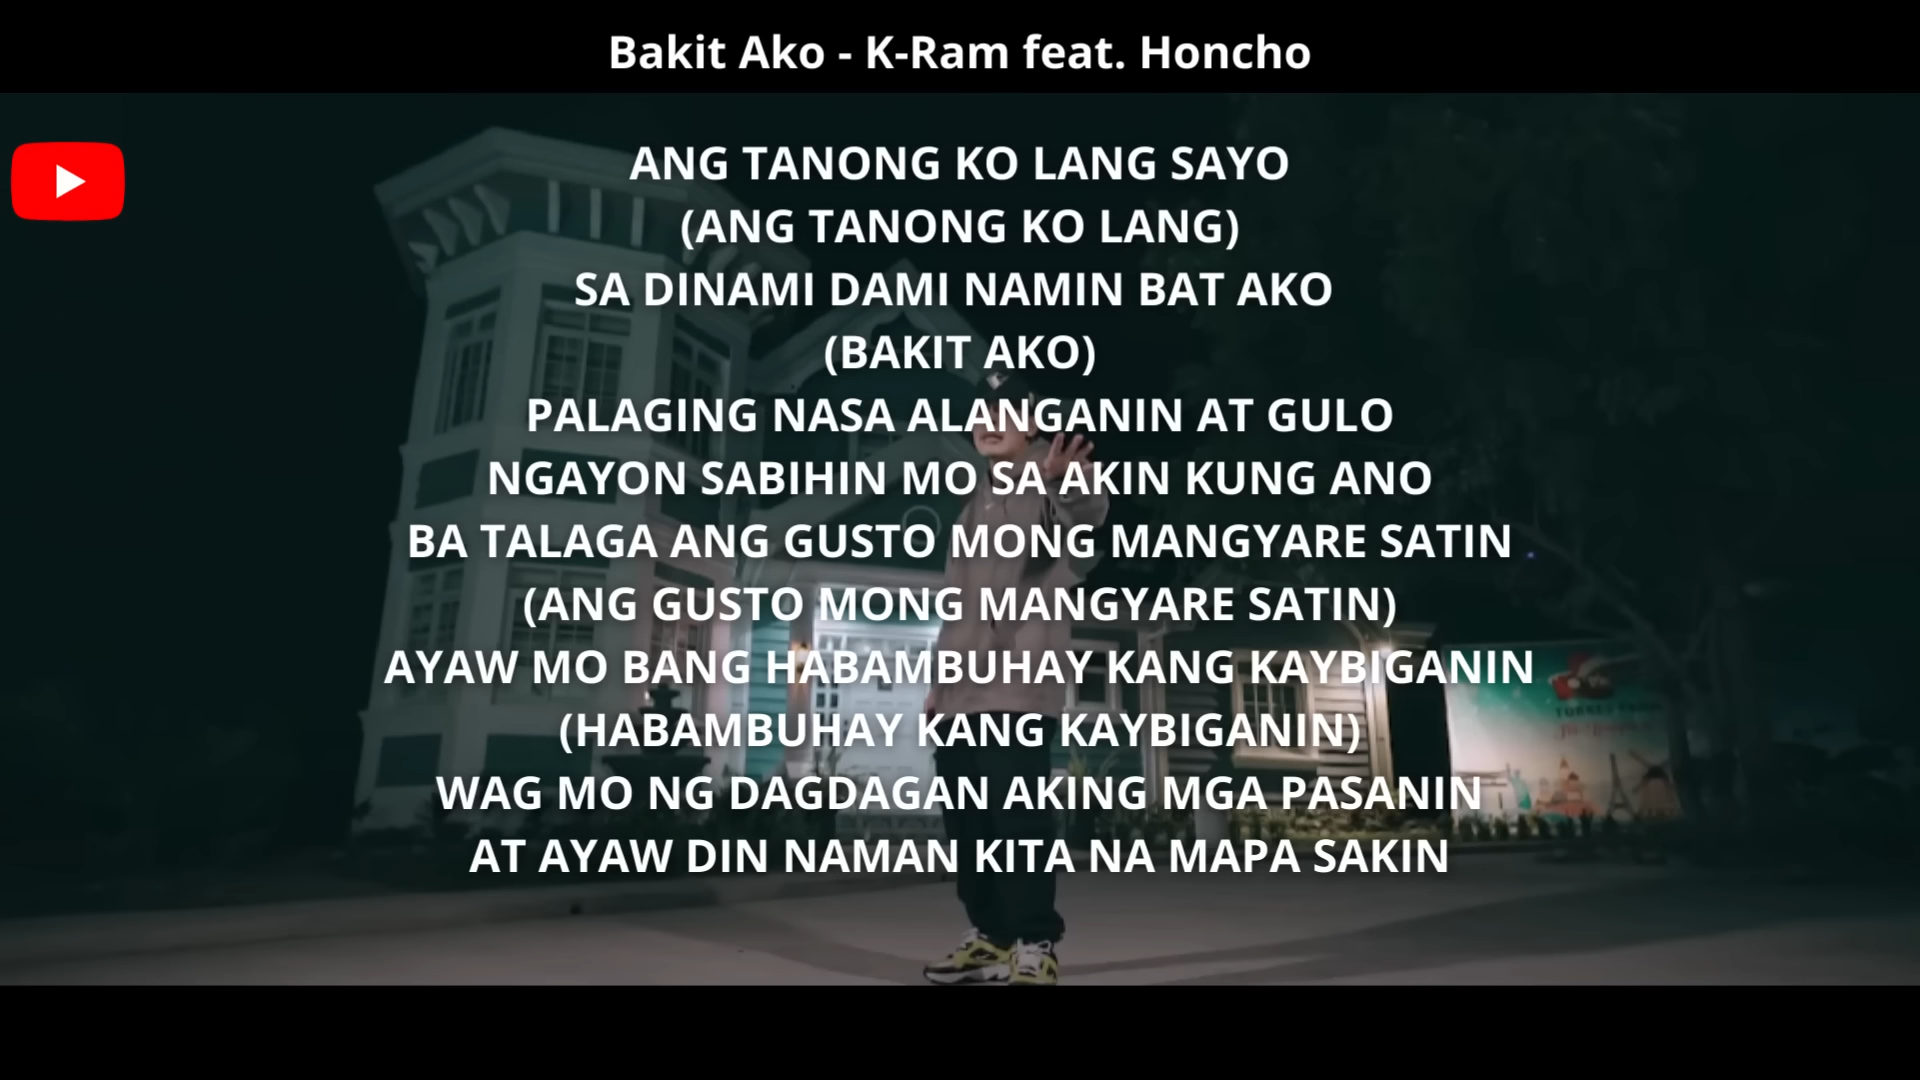 Bakit Ako - K-Ram feat. Honcho
ANG TANONG KO LANG SAYO
(ANG TANONG KO LANG)
SA DINAMI DAMI NAMIN BAT AKO
(BAKIT AKO)
PALAGING NASA ALANGANIN AT GULO
NGAYON SABIHIN MO SA AKIN KUNG ANO
BA TALAGA ANG GUSTO MONG MANGYARE SATIN
(ANG GUSTO MONG MANGYARE SATIN)
AYAW MO BANG HABAMBUHAY KANG KAYBIGANIN
(HABAMBUHAY KANG KAYBIGANIN)
WAG MO NG DAGDAGAN AKING MGA PASANIN
AT AYAW DIN NAMAN KITA NA MAPA SAKIN